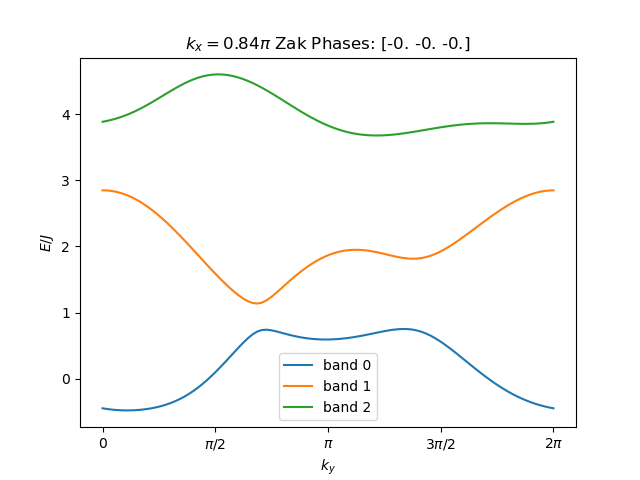 kₓ = 0.84π Zak Phases: [-0. -0. -0.]
E/J
4
3
2
1
0
band 0
band 1
band 2
0
π/2
π
3π/2
2π
k_y